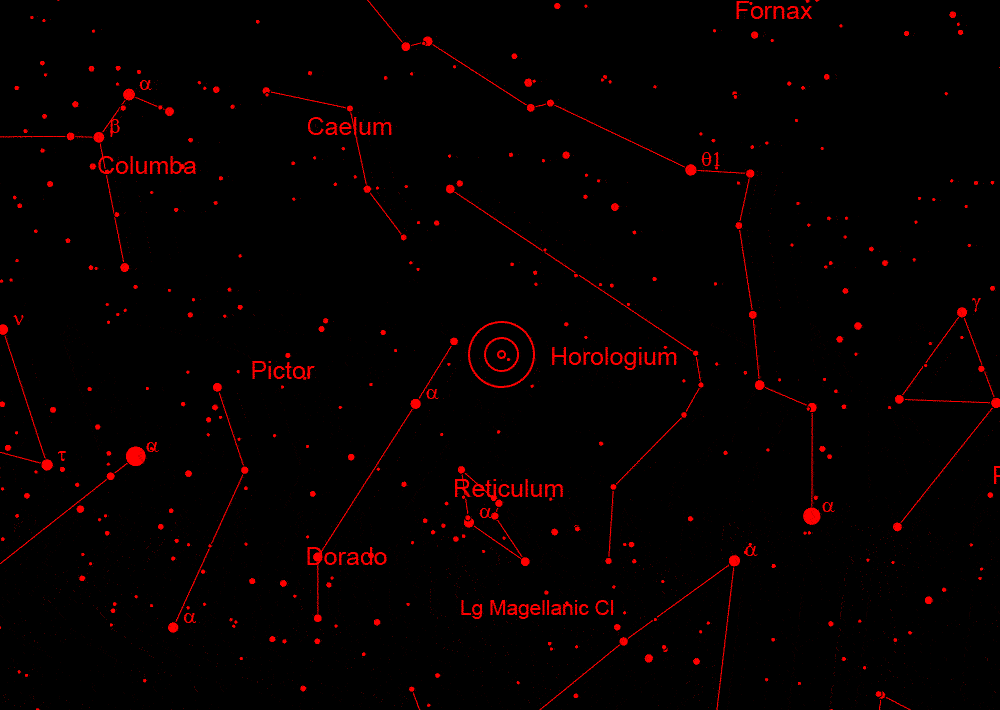 Fornax
α
β
Caelum
Columba
θ1
γ
ν
Horologium
Pictor
α
α
τ
Reticulum
α
α
α
Dorado
Lg Magellanic Cl
α